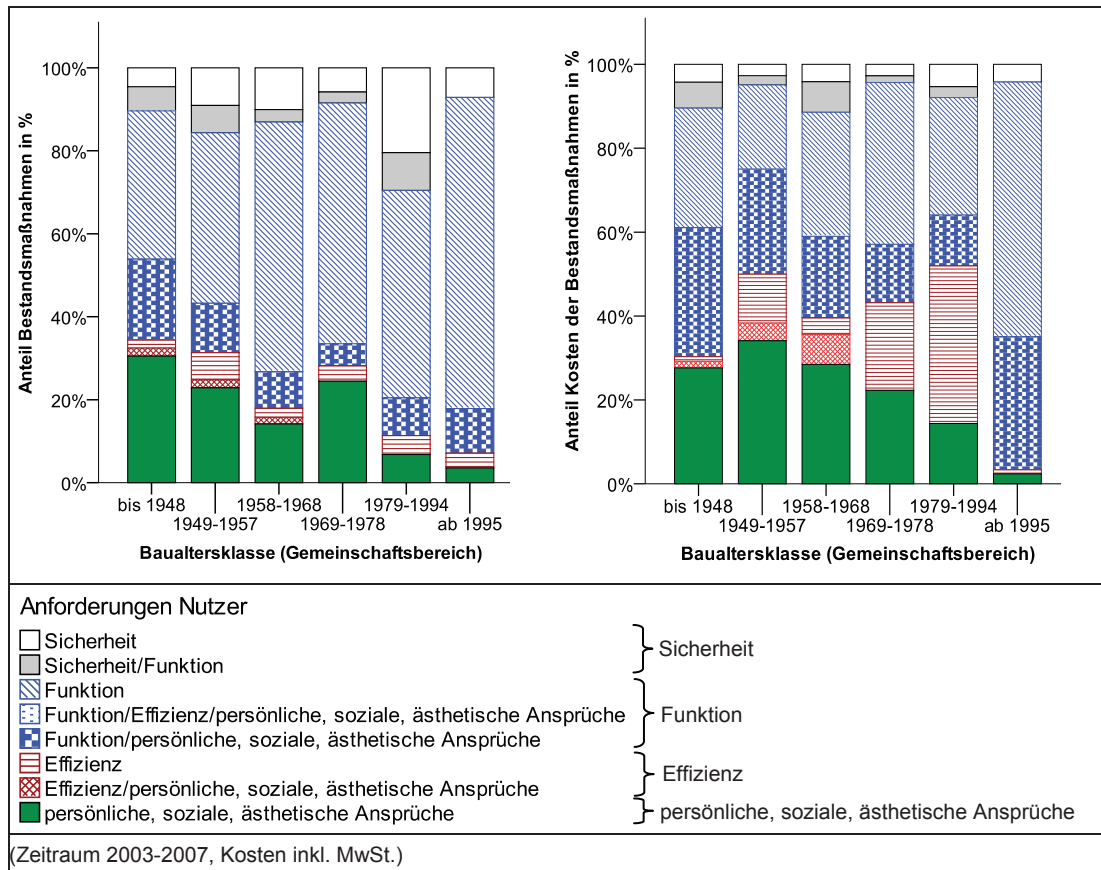 Anteil Bestandsmaßnahmen in %
100%
80%
60%
40%
20%
0%
bis 1948
1949-1957
1958-1968
1969-1978
1979-1994
ab 1995
Baualtersklasse (Gemeinschaftsbereich)
Anteil Kosten der Bestandsmaßnahmen in %
100%
80%
60%
40%
20%
0%
bis 1948
1949-1957
1958-1968
1969-1978
1979-1994
ab 1995
Baualtersklasse (Gemeinschaftsbereich)
Anforderungen Nutzer
Sicherheit
Sicherheit/Funktion
Sicherheit
Funktion
Funktion/Effizienz/persönliche, soziale, ästhetische Ansprüche
Funktion/persönliche, soziale, ästhetische Ansprüche
Funktion
Effizienz
Effizienz/persönliche, soziale, ästhetische Ansprüche
Effizienz
persönliche, soziale, ästhetische Ansprüche
persönliche, soziale, ästhetische Ansprüche
(Zeitraum 2003-2007, Kosten inkl. MwSt.)